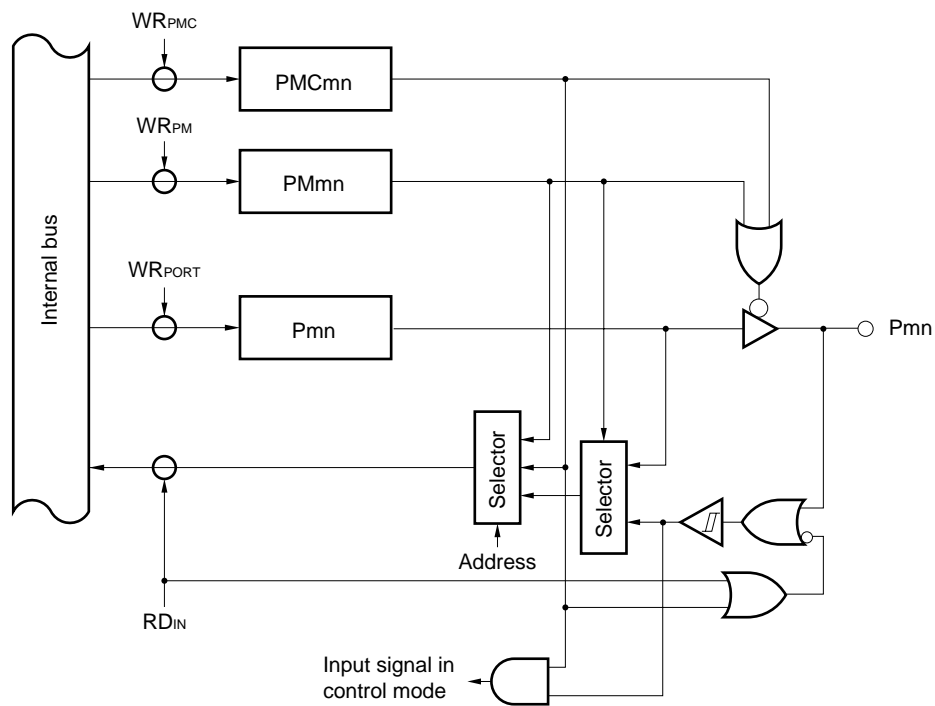 WRPMC
PMCmn
WRPM
PMmn
Internal bus
WRPORT
Pmn
Pmn
Selector
Selector
Address
RDIN
Input signal in
control mode